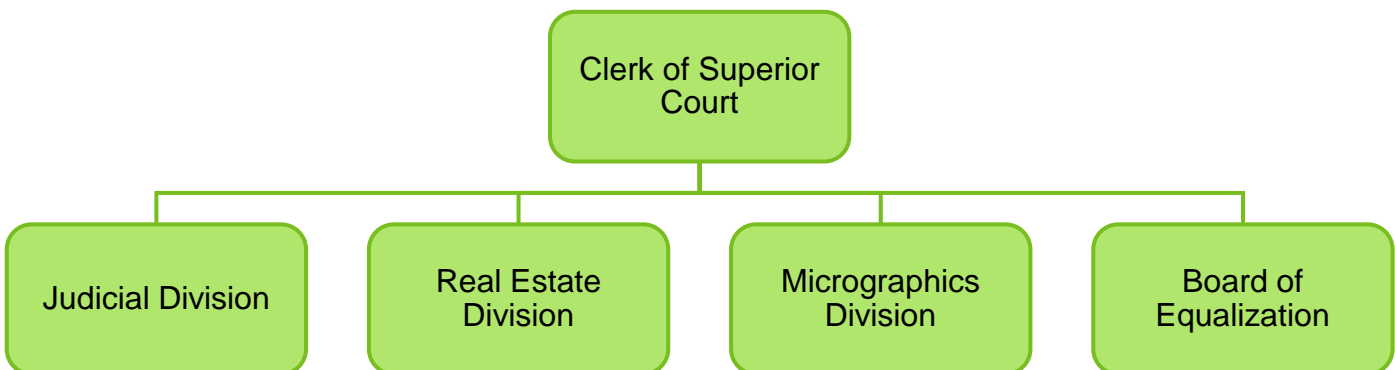 Clerk of Superior
Court
Judicial Division
Real Estate
Division
Micrographics
Division
Board of
Equalization